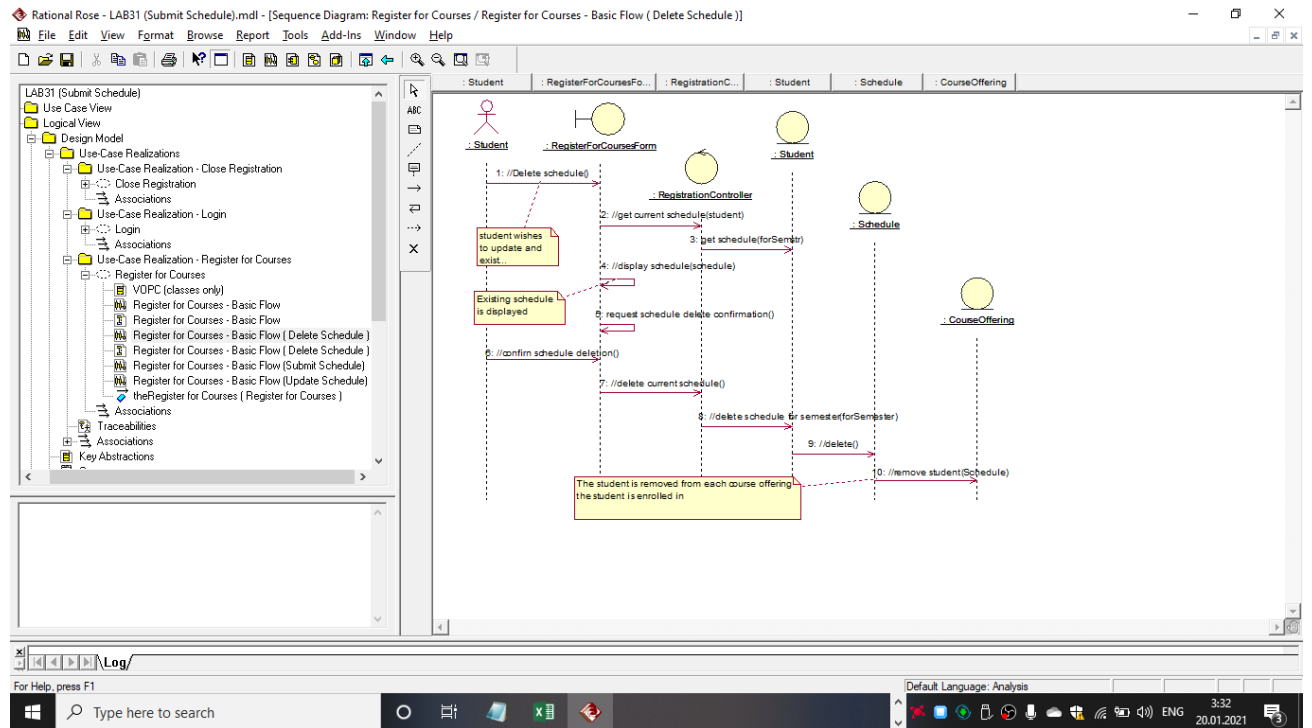 Rational Rose - LAB31 (Submit Schedule).mdl - [Sequence Diagram: Register for Courses / Register for Courses - Basic Flow ( Delete Schedule )]
File Edit View Format Browse Report Tools Add-Ins Window Help
LAB31 (Submit Schedule)
Use Case View
Logical View
Design Model
Use-Case Realizations
Use-Case Realization - Close Registration
Close Registration
Associations
Use-Case Realization - Login
Login
Associations
Use-Case Realization - Register for Courses
Register for Courses
VOPC (classes only)
Register for Courses - Basic Flow
Register for Courses - Basic Flow
Register for Courses - Basic Flow ( Delete Schedule )
Register for Courses - Basic Flow ( Delete Schedule )
Register for Courses - Basic Flow (Submit Schedule)
Register for Courses - Basic Flow (Update Schedule)
theRegister for Courses ( Register for Courses )
Associations
Traceabilities
Associations
Key Abstractions
ABC
: Student : RegisterForCoursesFo... : RegistrationC... : Student : Schedule : CourseOffering
: Student
: RegisterForCoursesForm
: RegistrationController
: Student
: Schedule
: CourseOffering
1: //Delete schedule()
student wishes
to update and
exist...
2: //get current schedule(student)
3: get schedule(forSemstr)
4: //display schedule(schedule)
Existing schedule
is displayed
5: request schedule delete confirmation()
6: //confirn schedule deletion()
7: //delete current schedule()
8: //delete schedule for semester(forSemester)
9: //delete()
10: //remove student(Schedule)
The student is removed from each course offering
the student is enrolled in
Log
For Help, press F1
Default Language: Analysis
Type here to search
ENG
3:32
20.01.2021
3